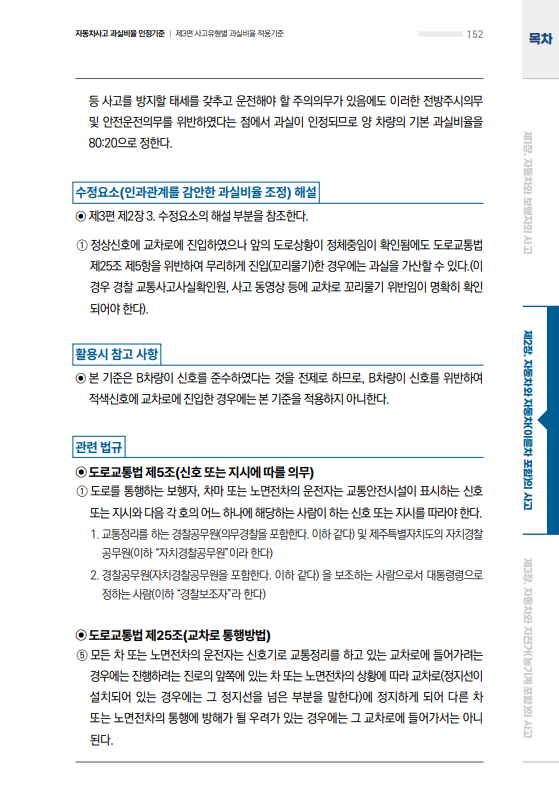 자동차사고 과실비율 인정기준 | 제3편 사고유형별 과실비율 적용기준
152
목차
등 사고를 방지할 태세를 갖추고 운전해야 할 주의의무가 있음에도 이러한 전방주시의무
및 안전운전의무를 위반하였다는 점에서 과실이 인정되므로 양 차량의 기본 과실비율을
80:20으로 정한다.
수정요소(인과관계를 감안한 과실비율 조정) 해설
◉ 제3편 제2장 3. 수정요소의 해설 부분을 참조한다.
① 정상신호에 교차로에 진입하였으나 앞의 도로상황이 정체중임이 확인됨에도 도로교통법
제25조 제5항을 위반하여 무리하게 진입(꼬리물기)한 경우에는 과실을 가산할 수 있다.(이
경우 경찰 교통사고사실확인원, 사고 동영상 등에 교차로 꼬리물기 위반임이 명확히 확인
되어야 한다).
활용시 참고 사항
◉ 본 기준은 B차량이 신호를 준수하였다는 것을 전제로 하므로, B차량이 신호를 위반하여
적색신호에 교차로에 진입한 경우에는 본 기준을 적용하지 아니한다.
관련 법규
◉ 도로교통법 제5조(신호 또는 지시에 따를 의무)
① 도로를 통행하는 보행자, 차마 또는 노면전차의 운전자는 교통안전시설이 표시하는 신호
또는 지시와 다음 각 호의 어느 하나에 해당하는 사람이 하는 신호 또는 지시를 따라야 한다.
1. 교통정리를 하는 경찰공무원(의무경찰을 포함한다. 이하 같다) 및 제주특별자치도의 자치경찰
공무원(이하 “자치경찰공무원”이라 한다)
2. 경찰공무원(자치경찰공무원을 포함한다. 이하 같다) 을 보조하는 사람으로서 대통령령으로
정하는 사람(이하 “경찰보조자”라 한다)
◉ 도로교통법 제25조(교차로 통행방법)
⑤ 모든 차 또는 노면전차의 운전자는 신호기로 교통정리를 하고 있는 교차로에 들어가려는
경우에는 진행하려는 진로의 앞쪽에 있는 차 또는 노면전차의 상황에 따라 교차로(정지선이
설치되어 있는 경우에는 그 정지선을 넘은 부분을 말한다)에 정지하게 되어 다른 차
또는 노면전차의 통행에 방해가 될 우려가 있는 경우에는 그 교차로에 들어가서는 아니
된다.
제1장. 자동차와 보행자의 사고
제2장. 자동차와 자동차(이륜차 포함)의 사고
제3장. 자동차와 자전거(농기계 포함)의 사고